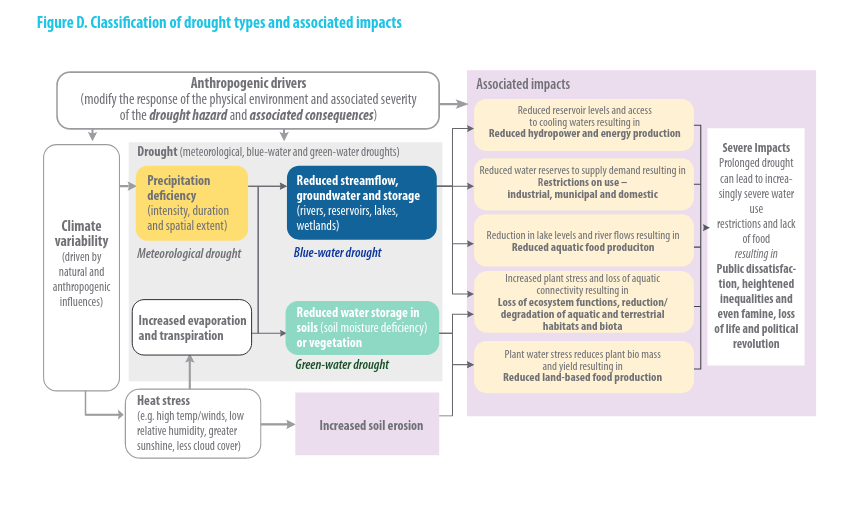 Figure D. Classification of drought types and associated impacts
Anthropogenic drivers
(modify the response of the physical environment and associated severity
of the drought hazard and associated consequences)
Climate
variability
(driven by
natural and
anthropogenic
influences)
Drought (meteorological, blue-water and green-water droughts)
Precipitation
deficiency
(intensity, duration
and spatial extent)
Meteorological drought
Reduced streamflow,
groundwater and storage
(rivers, reservoirs, lakes,
wetlands)
Blue-water drought
Increased evaporation
and transpiration
Reduced water storage in
soils (soil moisture deficiency)
or vegetation
Green-water drought
Heat stress
(e.g. high temp/winds, low
relative humidity, greater
sunshine, less cloud cover)
Increased soil erosion
Associated impacts
Reduced reservoir levels and access
to cooling waters resulting in
Reduced hydropower and energy production
Reduced water reserves to supply demand resulting in
Restrictions on use –
industrial, municipal and domestic
Reduction in lake levels and river flows resulting in
Reduced aquatic food produciton
Increased plant stress and loss of aquatic
connectivity resulting in
Loss of ecosystem functions, reduction/
degradation of aquatic and terrestrial
habitats and biota
Plant water stress reduces plant bio mass
and yield resulting in
Reduced land-based food production
Severe Impacts
Prolonged drought
can lead to increa-
singly severe water
use
restrictions and lack
of food
resulting in
Public dissatisfac-
tion, heightened
inequalities and
even famine, loss
of life and political
revolution